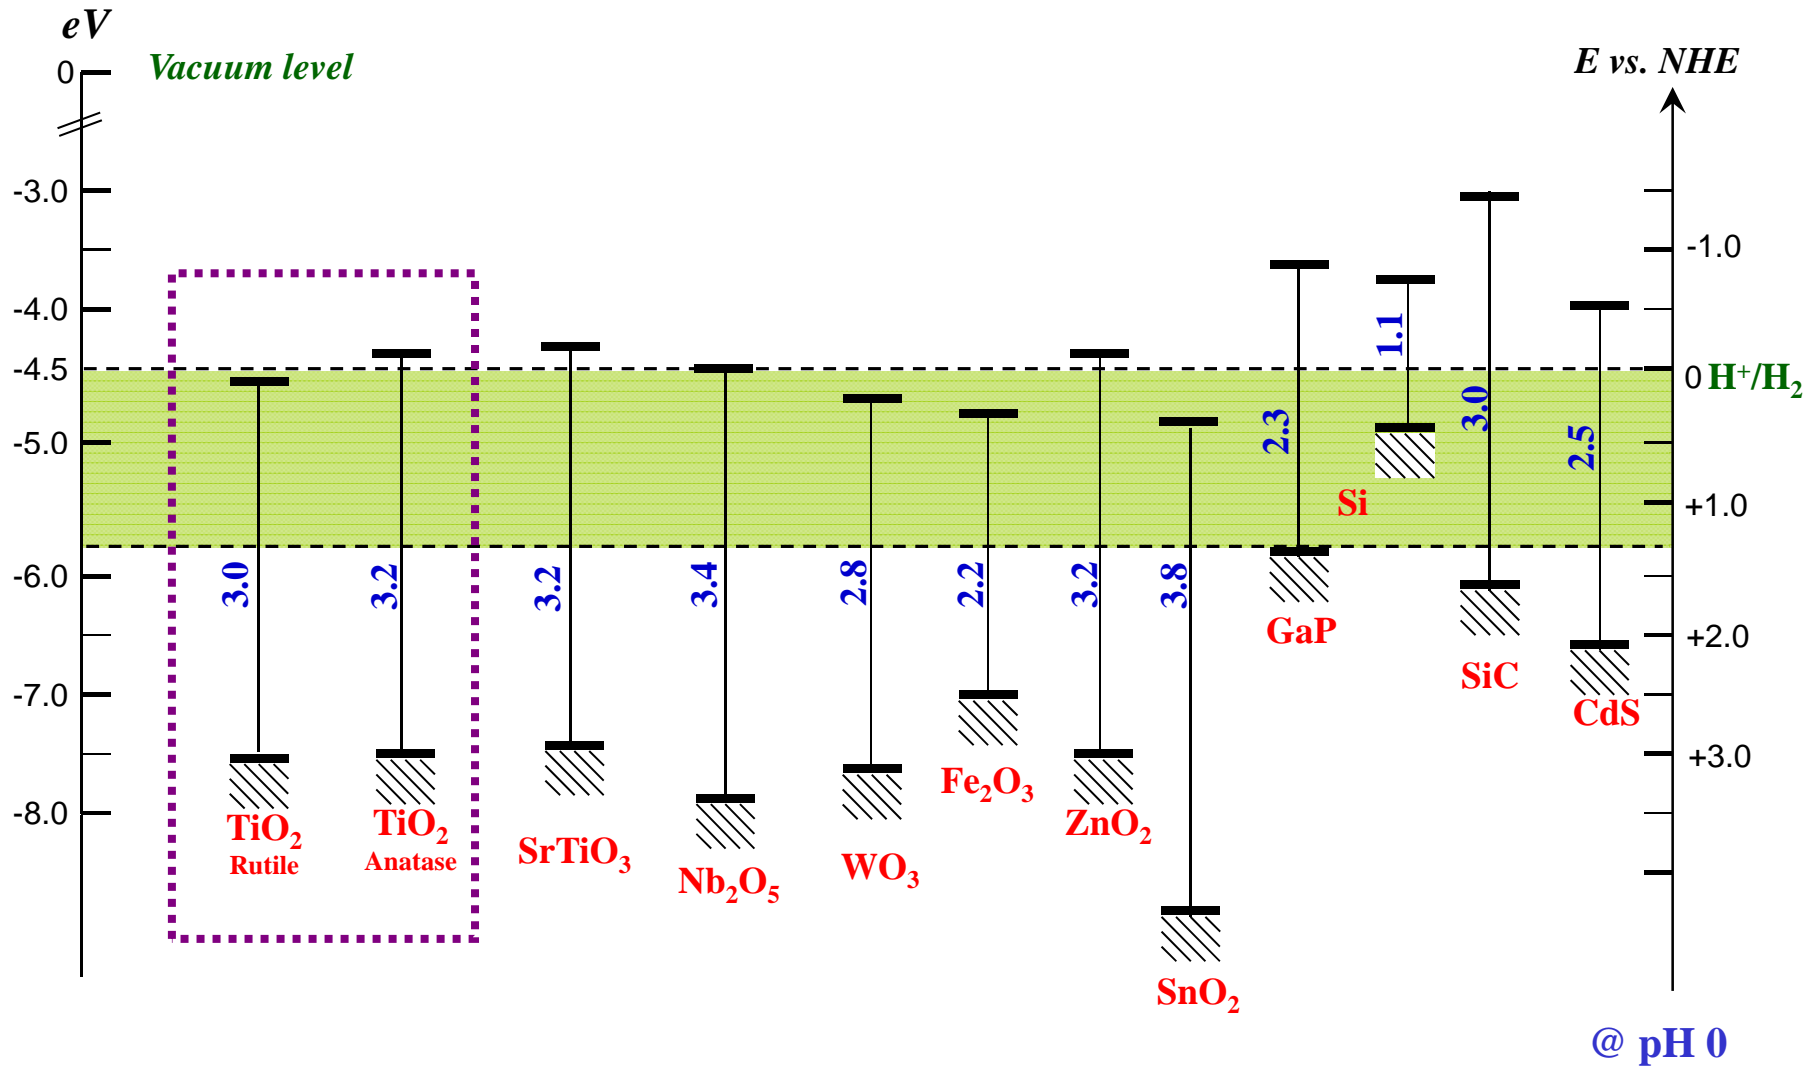 eV
Vacuum level
E vs. NHE
0
-3.0
-1.0
-4.0
1.1
-4.5
0 H⁺/H₂
3.0
2.3
2.5
-5.0
Si
+1.0
-6.0
3.0
3.2
3.2
3.4
2.8
2.2
3.2
3.8
GaP
+2.0
SiC
-7.0
CdS
+3.0
Fe₂O₃
-8.0
TiO₂
Rutile
TiO₂
Anatase
SrTiO₃
Nb₂O₅
WO₃
ZnO₂
SnO₂
@ pH 0